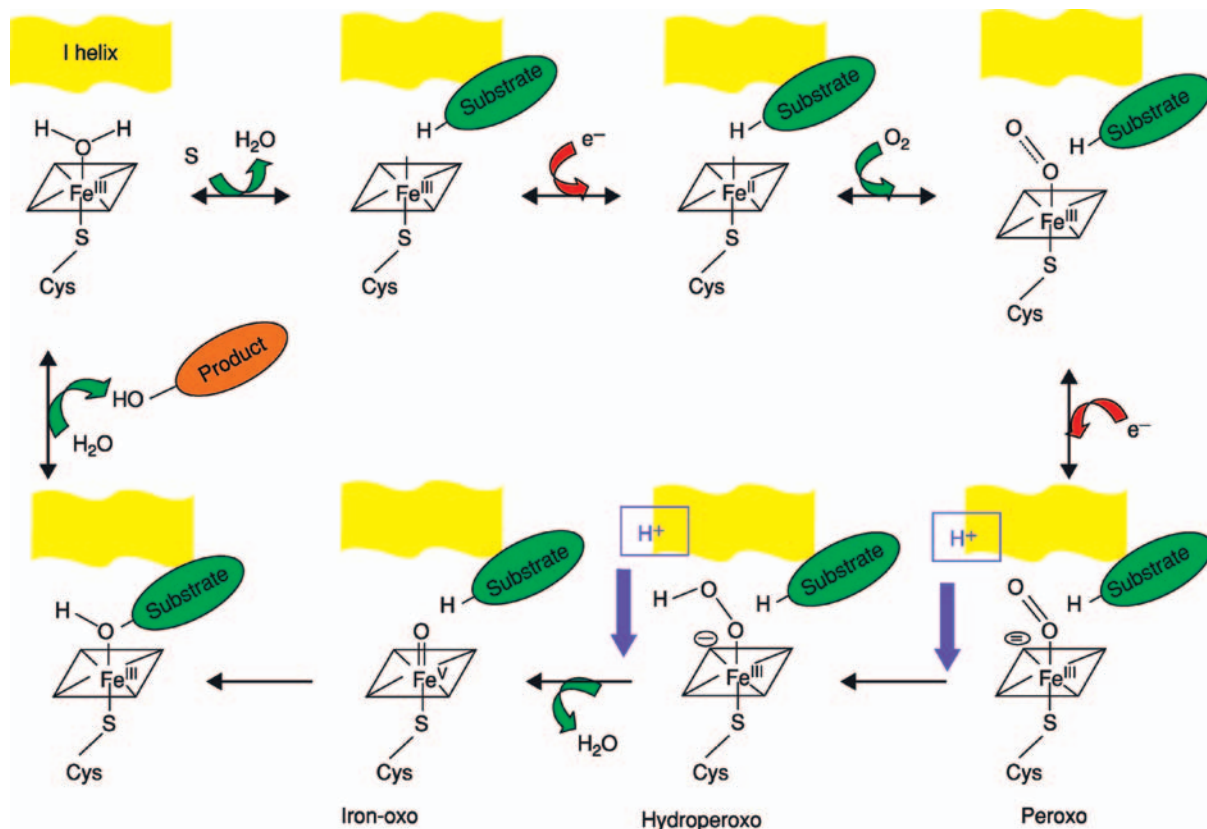 I helix
H H
O
Fe^III
S
Cys
S
H₂O
H
Substrate
Fe^III
S
Cys
e–
H
Substrate
Fe^II
S
Cys
O₂
O
O
H
Substrate
Fe^III
S
Cys
HO
Product
H₂O
e–
H
Substrate
O
Fe^III
S
Cys
H
Substrate
O
Fe^V
S
Cys
H₂O
H⁺
H
O
O
H
Substrate
Fe^III
S
Cys
H⁺
O
O
H
Substrate
Fe^III
S
Cys
Iron-oxo
Hydroperoxo
Peroxo